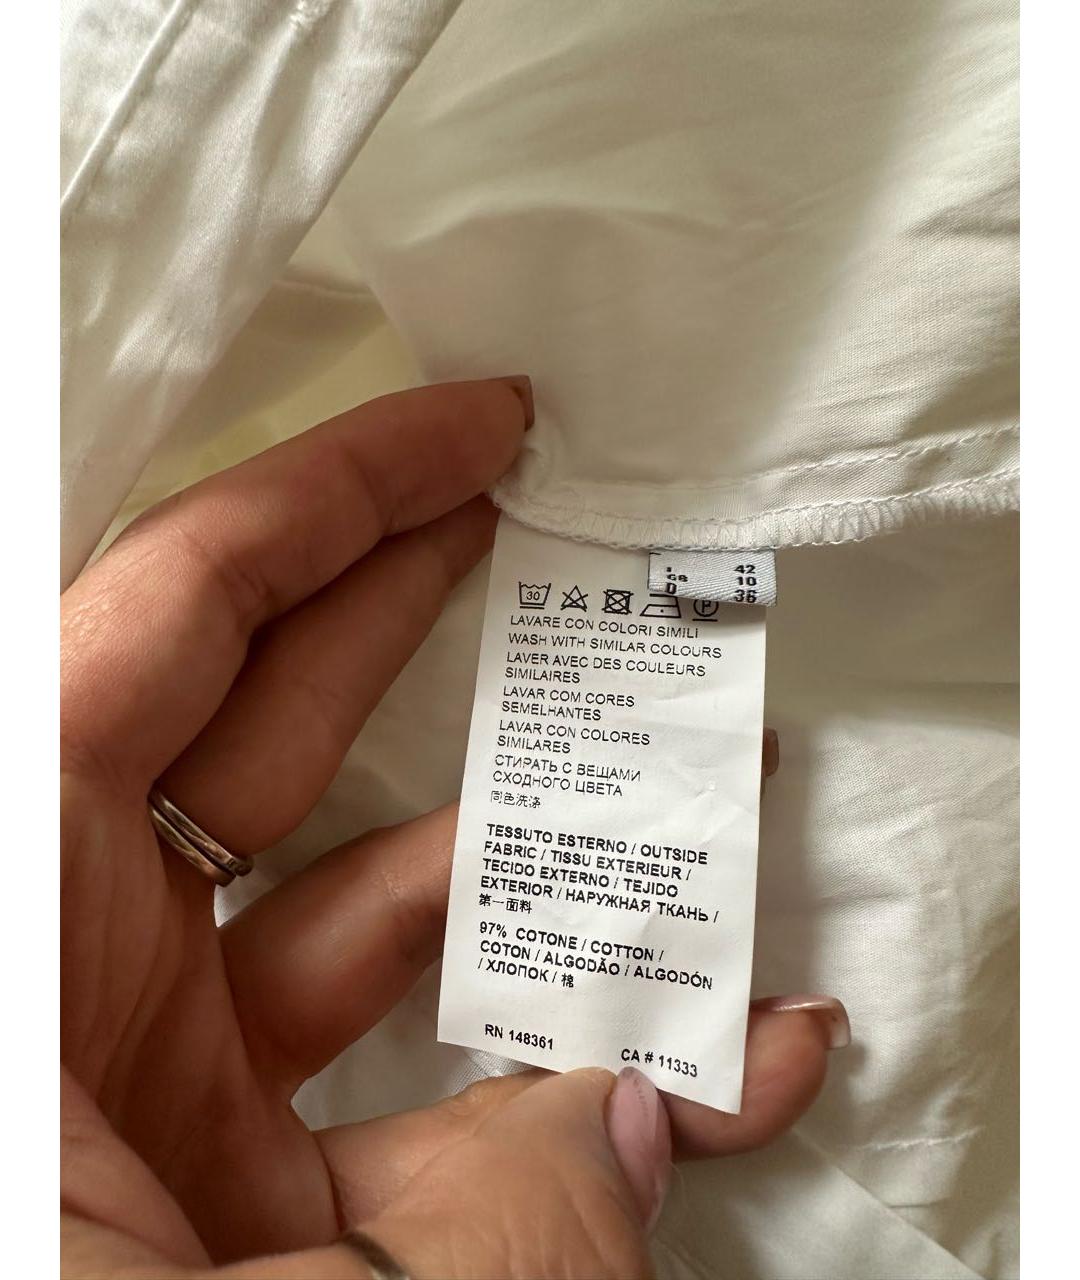 I 42
GB 10
D 36
30
P
LAVARE CON COLORI SIMILI
WASH WITH SIMILAR COLOURS
LAVER AVEC DES COULEURS
SIMILAIRES
LAVAR COM CORES
SEMELHANTES
LAVAR CON COLORES
SIMILARES
СТИРАТЬ С ВЕЩАМИ
СХОДНОГО ЦВЕТА
同色洗涤
TESSUTO ESTERNO / OUTSIDE
FABRIC / TISSU EXTERIEUR /
TECIDO EXTERNO / TEJIDO
EXTERIOR / НАРУЖНАЯ ТКАНЬ /
第一面料
97% COTONE / COTTON /
COTON / ALGODÃO / ALGODÓN
/ ХЛОПОК / 棉
RN 148361
CA # 11333